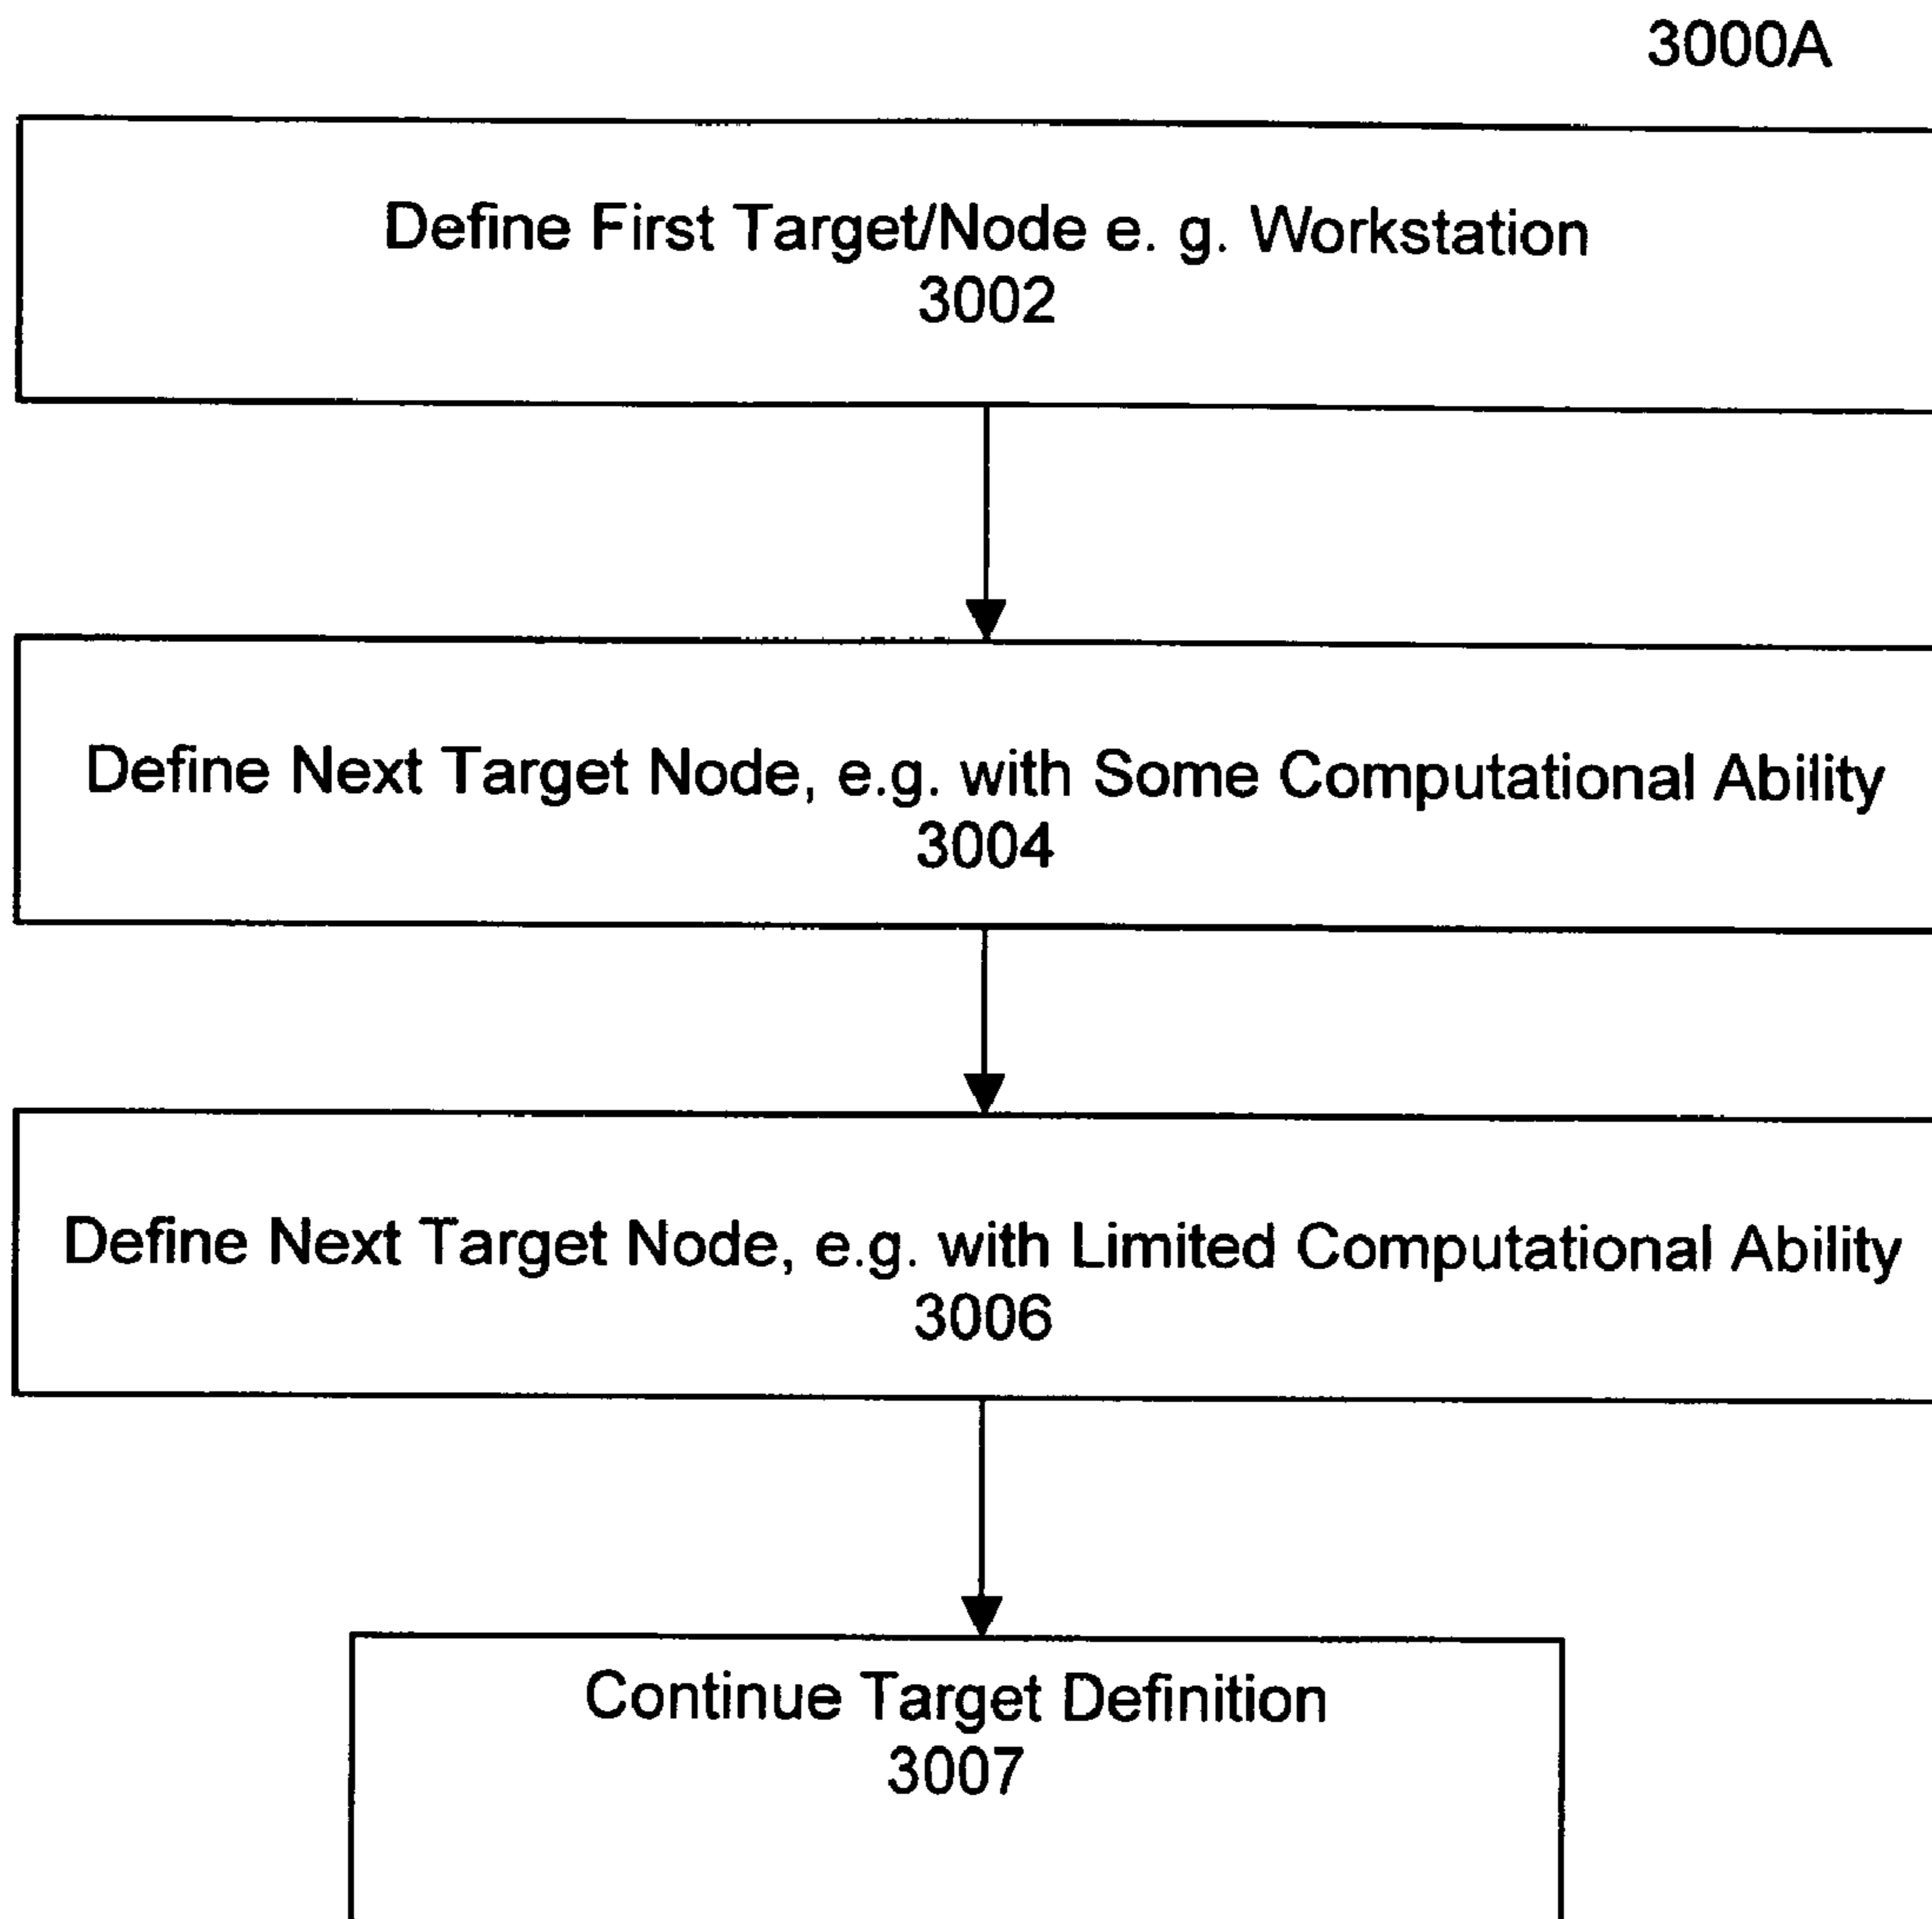 3000A
Define First Target/Node e. g. Workstation
3002
Define Next Target Node, e.g. with Some Computational Ability
3004
Define Next Target Node, e.g. with Limited Computational Ability
3006
Continue Target Definition
3007